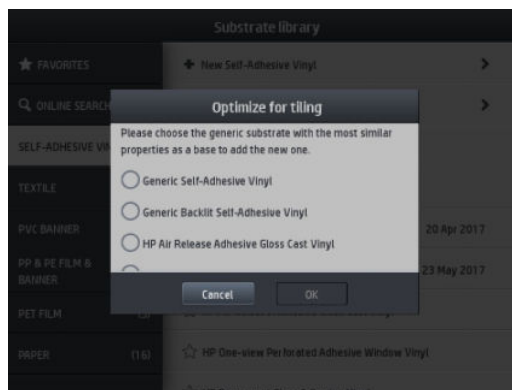 Substrate library
FAVORITES
New Self-Adhesive Vinyl
ONLINE SEARCH
Optimize for tiling
Please choose the generic substrate with the most similar
properties as a base to add the new one.
SELF-ADHESIVE VIN
Generic Self-Adhesive Vinyl
TEXTILE
Generic Backlit Self-Adhesive Vinyl
PVC BANNER
20 Apr 2017
HP Air Release Adhesive Gloss Cast Vinyl
PP & PE FILM &
BANNER
23 May 2017
Cancel
OK
PET FILM
PAPER (16)
HP One-view Perforated Adhesive Window Vinyl